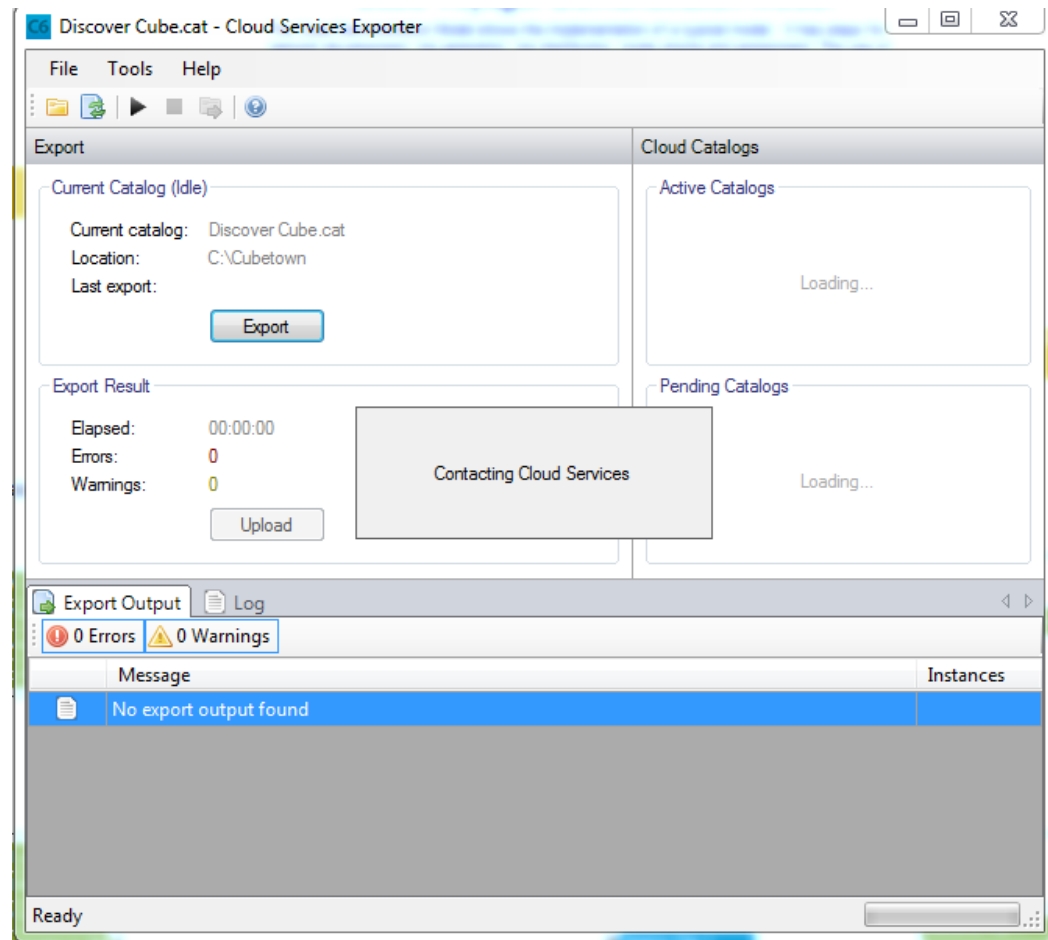 C6 Discover Cube.cat - Cloud Services Exporter
File Tools Help
Export
Cloud Catalogs
Current Catalog (Idle)
Current catalog: Discover Cube.cat
Location: C:\Cubetown
Last export:
Export
Active Catalogs
Loading...
Export Result
Elapsed: 00:00:00
Errors: 0
Warnings: 0
Upload
Pending Catalogs
Loading...
Contacting Cloud Services
Export Output Log
0 Errors 0 Warnings
Message Instances
No export output found
Ready